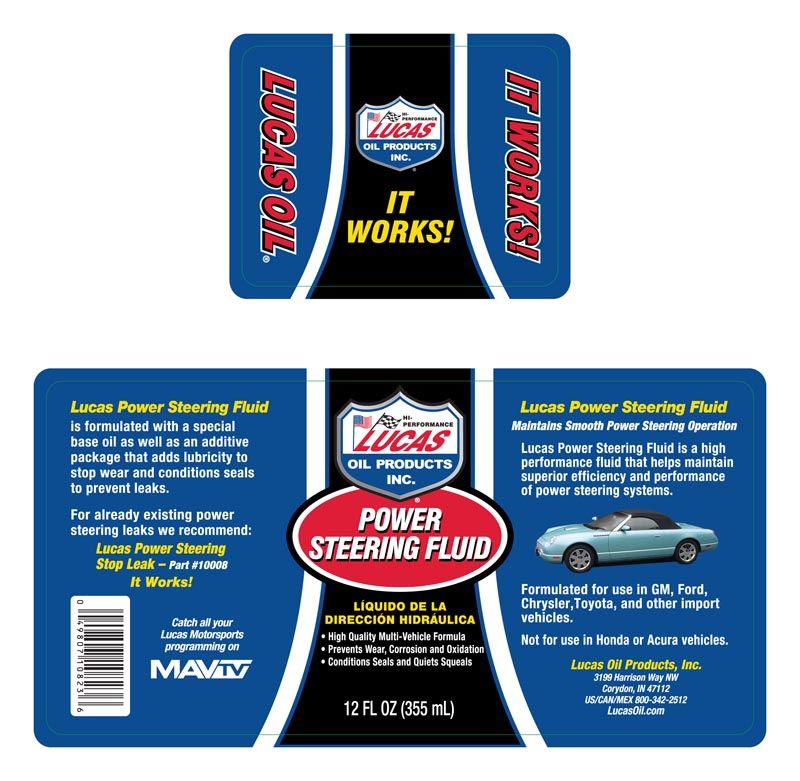 LUCAS OIL®
HI-
PERFORMANCE
LUCAS
OIL PRODUCTS
INC.
®
IT
WORKS!
IT WORKS!
Lucas Power Steering Fluid
is formulated with a special
base oil as well as an additive
package that adds lubricity to
stop wear and conditions seals
to prevent leaks.
For already existing power
steering leaks we recommend:
Lucas Power Steering
Stop Leak – Part #10008
It Works!
0 49807 10823 6
Catch all your
Lucas Motorsports
programming on
MAVTV
HI-
PERFORMANCE
LUCAS
OIL PRODUCTS
INC.
®
POWER
STEERING FLUID
LÍQUIDO DE LA
DIRECCIÓN HIDRÁULICA
• High Quality Multi-Vehicle Formula
• Prevents Wear, Corrosion and Oxidation
• Conditions Seals and Quiets Squeals
12 FL OZ (355 mL)
Lucas Power Steering Fluid
Maintains Smooth Power Steering Operation
Lucas Power Steering Fluid is a high
performance fluid that helps maintain
superior efficiency and performance
of power steering systems.
Formulated for use in GM, Ford,
Chrysler,Toyota, and other import
vehicles.
Not for use in Honda or Acura vehicles.
Lucas Oil Products, Inc.
3199 Harrison Way NW
Corydon, IN 47112
US/CAN/MEX 800-342-2512
LucasOil.com